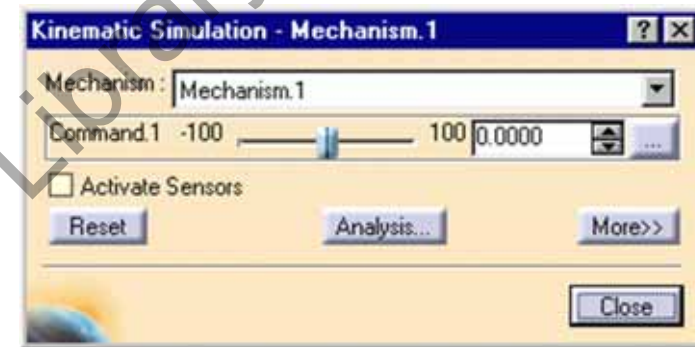 Kinematic Simulation - Mechanism.1
Mechanism : Mechanism.1
Command.1 -100 100 0.0000 ...
Activate Sensors
Reset Analysis... More>>
Close
Library